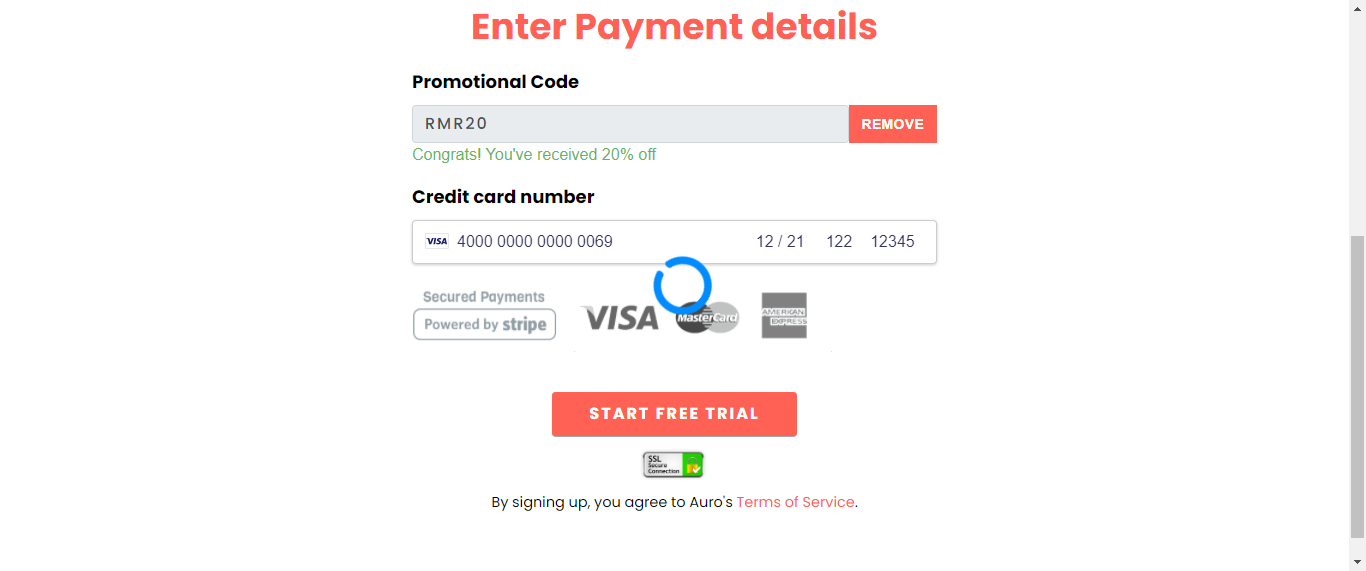 Enter Payment details
Promotional Code
RMR20 REMOVE
Congrats! You've received 20% off
Credit card number
VISA 4000 0000 0000 0069 12 / 21 122 12345
Secured Payments
Powered by stripe VISA MasterCard AMERICAN EXPRESS
START FREE TRIAL
SSL
Secure
Connection
By signing up, you agree to Auro's Terms of Service.